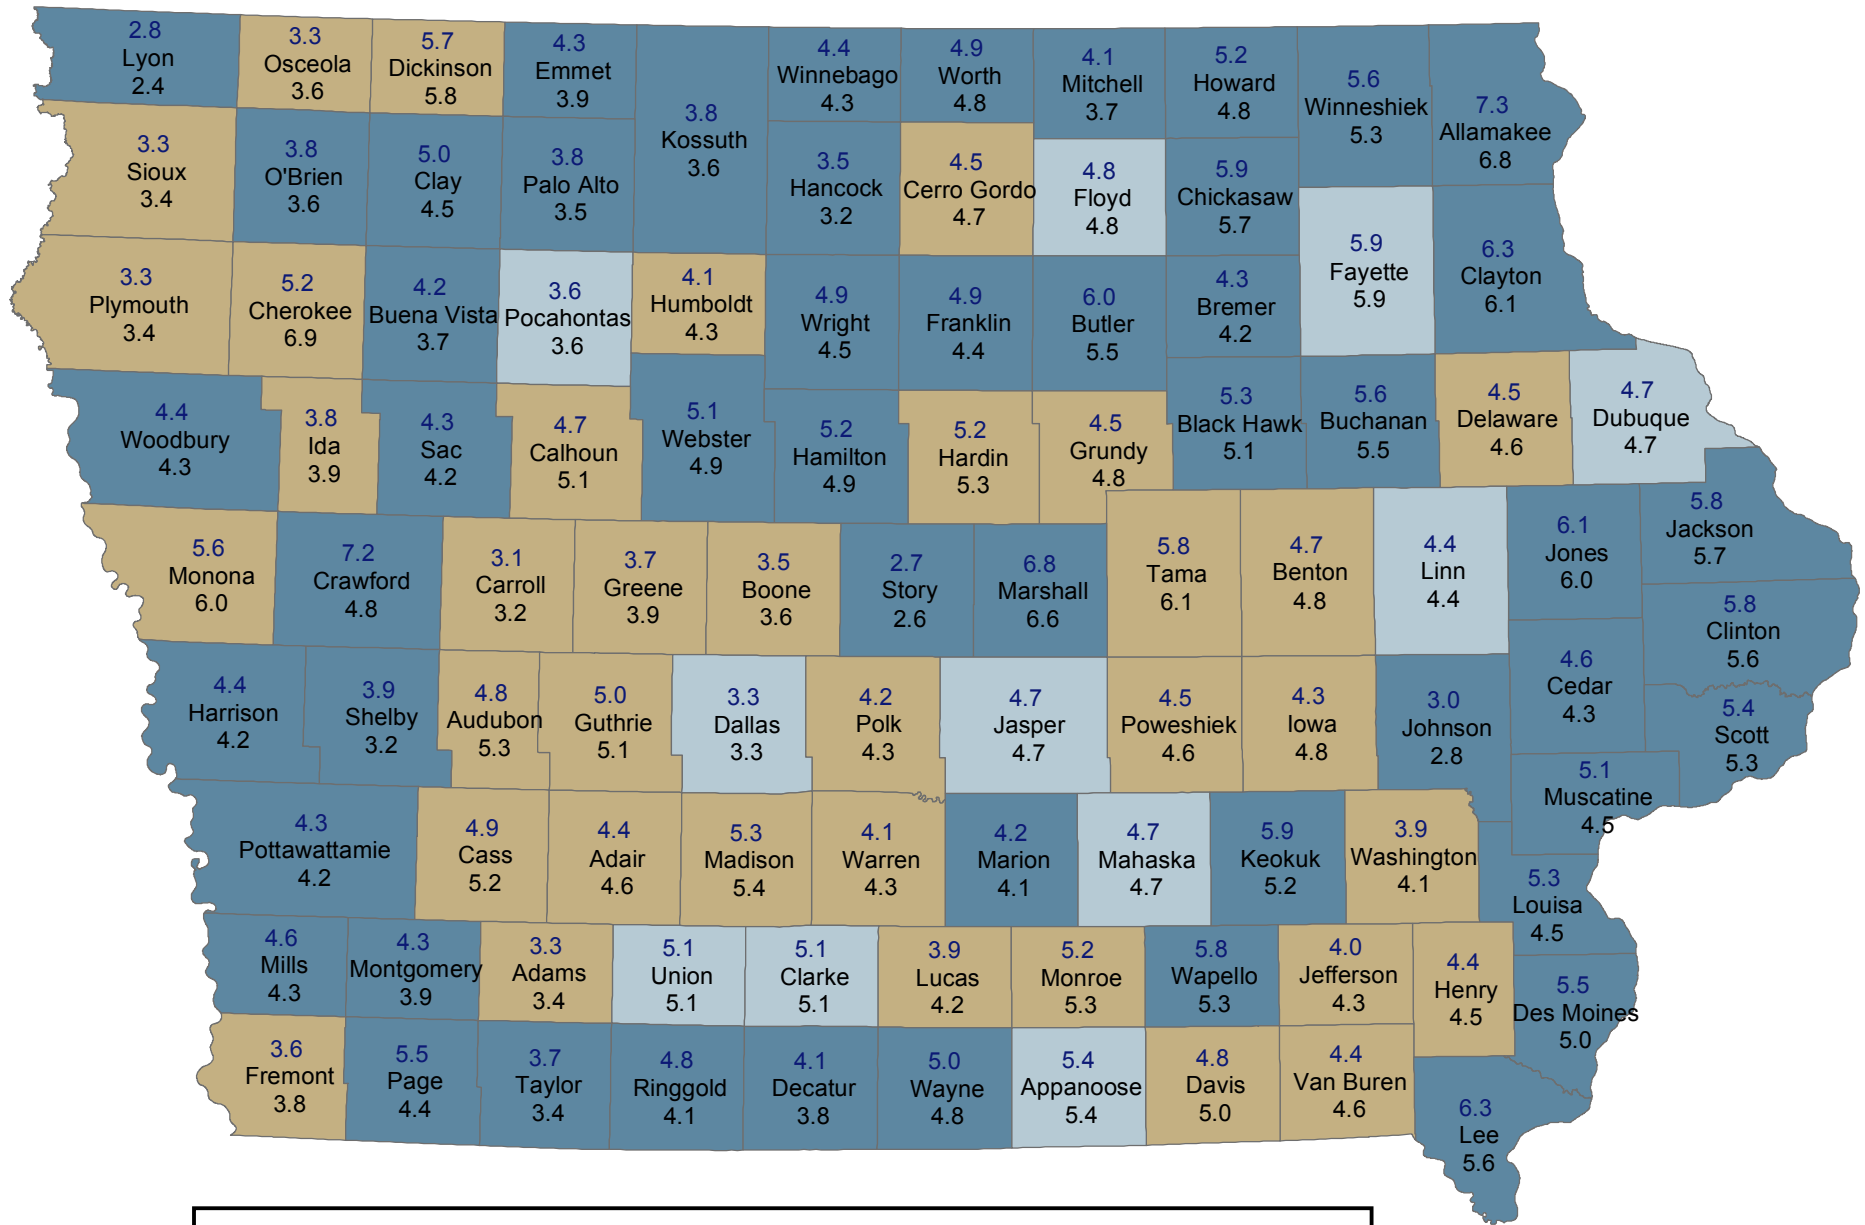 2.8
Lyon
2.4
3.3
Osceola
3.6
5.7
Dickinson
5.8
4.3
Emmet
3.9
3.8
Kossuth
3.6
4.4
Winnebago
4.3
4.9
Worth
4.8
4.1
Mitchell
3.7
5.2
Howard
4.8
5.6
Winneshiek
5.3
7.3
Allamakee
6.8
3.3
Sioux
3.4
3.8
O'Brien
3.6
5.0
Clay
4.5
3.8
Palo Alto
3.5
3.5
Hancock
3.2
4.5
Cerro Gordo
4.7
4.8
Floyd
4.8
5.9
Chickasaw
5.7
5.9
Fayette
5.9
6.3
Clayton
6.1
3.3
Plymouth
3.4
5.2
Cherokee
6.9
4.2
Buena Vista
3.7
3.6
Pocahontas
3.6
4.1
Humboldt
4.3
4.9
Wright
4.5
4.9
Franklin
4.4
6.0
Butler
5.5
4.3
Bremer
4.2
4.4
Woodbury
4.3
3.8
Ida
3.9
4.3
Sac
4.2
4.7
Calhoun
5.1
5.1
Webster
4.9
5.2
Hamilton
4.9
5.2
Hardin
5.3
4.5
Grundy
4.8
5.3
Black Hawk
5.1
5.6
Buchanan
5.5
4.5
Delaware
4.6
4.7
Dubuque
4.7
5.6
Monona
6.0
7.2
Crawford
4.8
3.1
Carroll
3.2
3.7
Greene
3.9
3.5
Boone
3.6
2.7
Story
2.6
6.8
Marshall
6.6
5.8
Tama
6.1
4.7
Benton
4.8
4.4
Linn
4.4
6.1
Jones
6.0
5.8
Jackson
5.7
5.8
Clinton
5.6
4.4
Harrison
4.2
3.9
Shelby
3.2
4.8
Audubon
5.3
5.0
Guthrie
5.1
3.3
Dallas
3.3
4.2
Polk
4.3
4.7
Jasper
4.7
4.5
Poweshiek
4.6
4.3
Iowa
4.8
3.0
Johnson
2.8
4.6
Cedar
4.3
5.4
Scott
5.3
5.1
Muscatine
4.5
4.3
Pottawattamie
4.2
4.9
Cass
5.2
4.4
Adair
4.6
5.3
Madison
5.4
4.1
Warren
4.3
4.2
Marion
4.1
4.7
Mahaska
4.7
5.9
Keokuk
5.2
3.9
Washington
4.1
5.3
Louisa
4.5
4.6
Mills
4.3
4.3
Montgomery
3.9
3.3
Adams
3.4
5.1
Union
5.1
5.1
Clarke
5.1
3.9
Lucas
4.2
5.2
Monroe
5.3
5.8
Wapello
5.3
4.0
Jefferson
4.3
4.4
Henry
4.5
5.5
Des Moines
5.0
3.6
Fremont
3.8
5.5
Page
4.4
3.7
Taylor
3.4
4.8
Ringgold
4.1
4.1
Decatur
3.8
5.0
Wayne
4.8
5.4
Appanoose
5.4
4.8
Davis
5.0
4.4
Van Buren
4.6
6.3
Lee
5.6